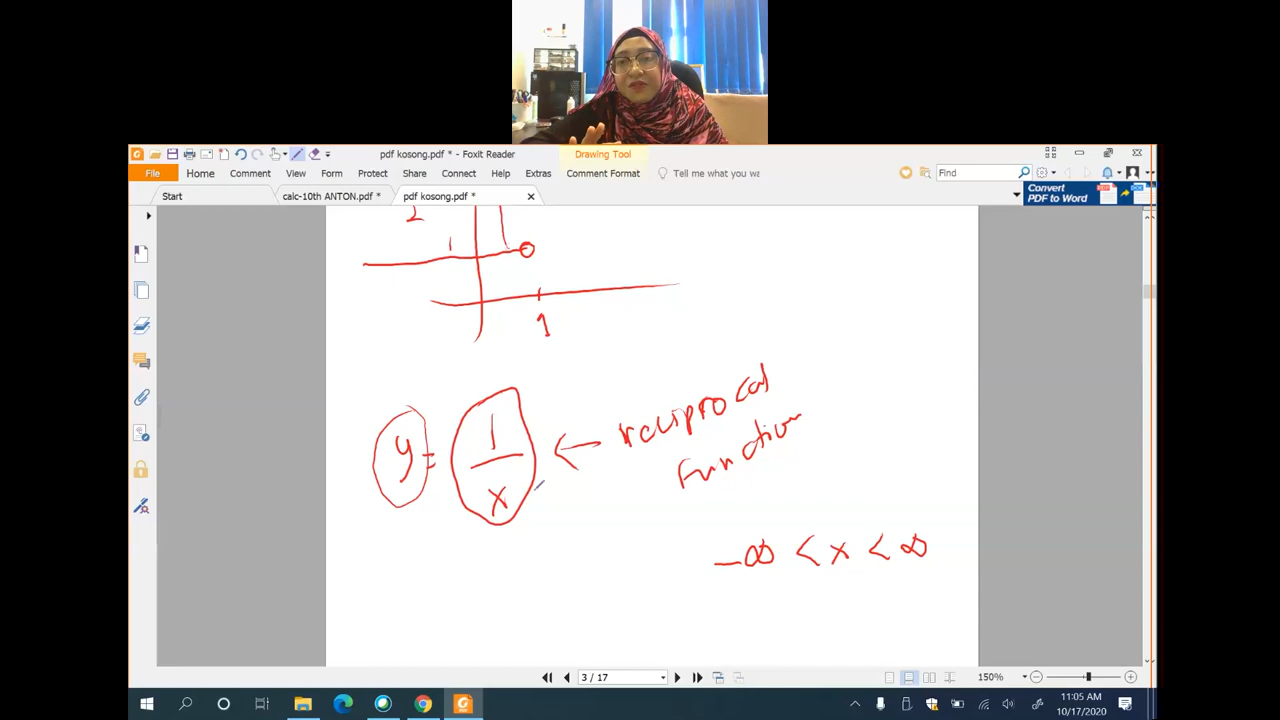 pdf kosong.pdf * - Foxit Reader
Drawing Tool
File
Home
Comment
View
Form
Protect
Share
Connect
Help
Extras
Comment Format
Tell me what you wa
Find
Start
calc-10th ANTON.pdf *
pdf kosong.pdf *
Convert
PDF to Word
2
1
1
y = 1/x ← reciprocal
function
-∞ < x < ∞
3 / 17
150%
11:05 AM
10/17/2020